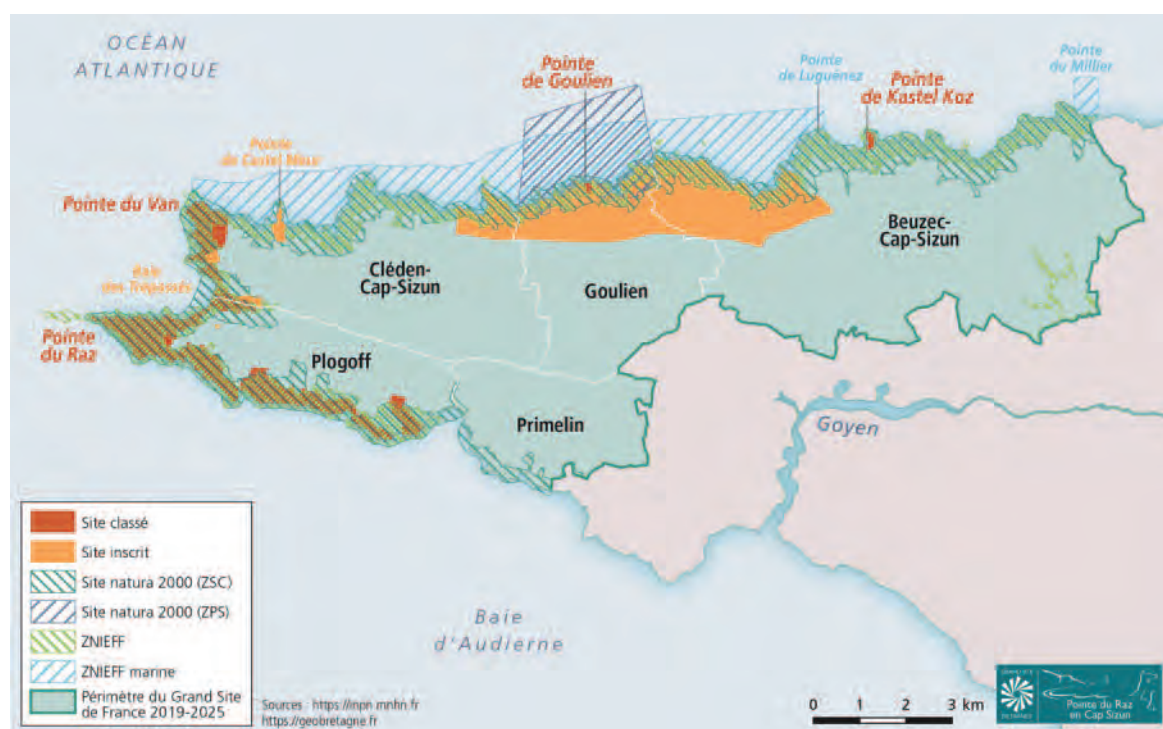 OCÉAN
ATLANTIQUE
Pointe
de Goulien
Pointe
de Luguénez
Pointe
de Kastel Koz
Pointe
du Millier
Pointe
de Castel Meur
Pointe du Van
Baie
des Trépassés
Pointe
du Raz
Cléden-
Cap-Sizun
Goulien
Beuzec-
Cap-Sizun
Plogoff
Primelin
Goyen
Baie
d'Audierne
Site classé
Site inscrit
Site natura 2000 (ZSC)
Site natura 2000 (ZPS)
ZNIEFF
ZNIEFF marine
Périmètre du Grand Site
de France 2019-2025
Sources : https://inpn.mnhn.fr
https://geobretagne.fr
0 1 2 3 km
Pointe du Raz
en Cap Sizun